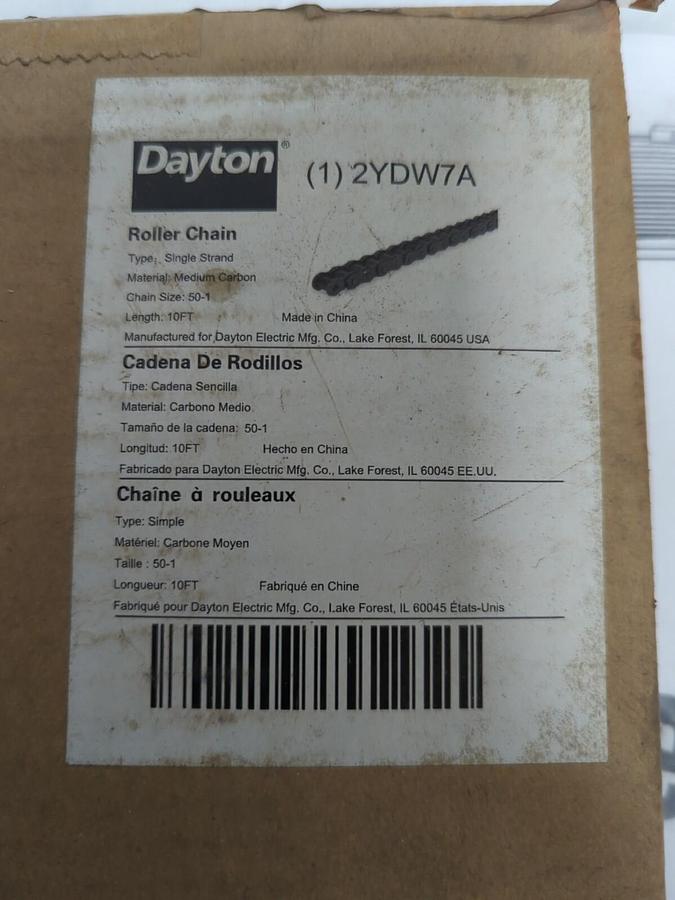 Dayton®
(1) 2YDW7A
Roller Chain
Type: Single Strand
Material: Medium Carbon
Chain Size: 50-1
Length: 10FT Made in China
Manufactured for Dayton Electric Mfg. Co., Lake Forest, IL 60045 USA
Cadena De Rodillos
Tipe: Cadena Sencilla
Material: Carbono Medio
Tamaño de la cadena: 50-1
Longitud: 10FT Hecho en China
Fabricado para Dayton Electric Mfg. Co., Lake Forest, IL 60045 EE.UU.
Chaîne à rouleaux
Type: Simple
Matériel: Carbone Moyen
Taille : 50-1
Longueur: 10FT Fabriqué en Chine
Fabriqué pour Dayton Electric Mfg. Co., Lake Forest, IL 60045 États-Unis